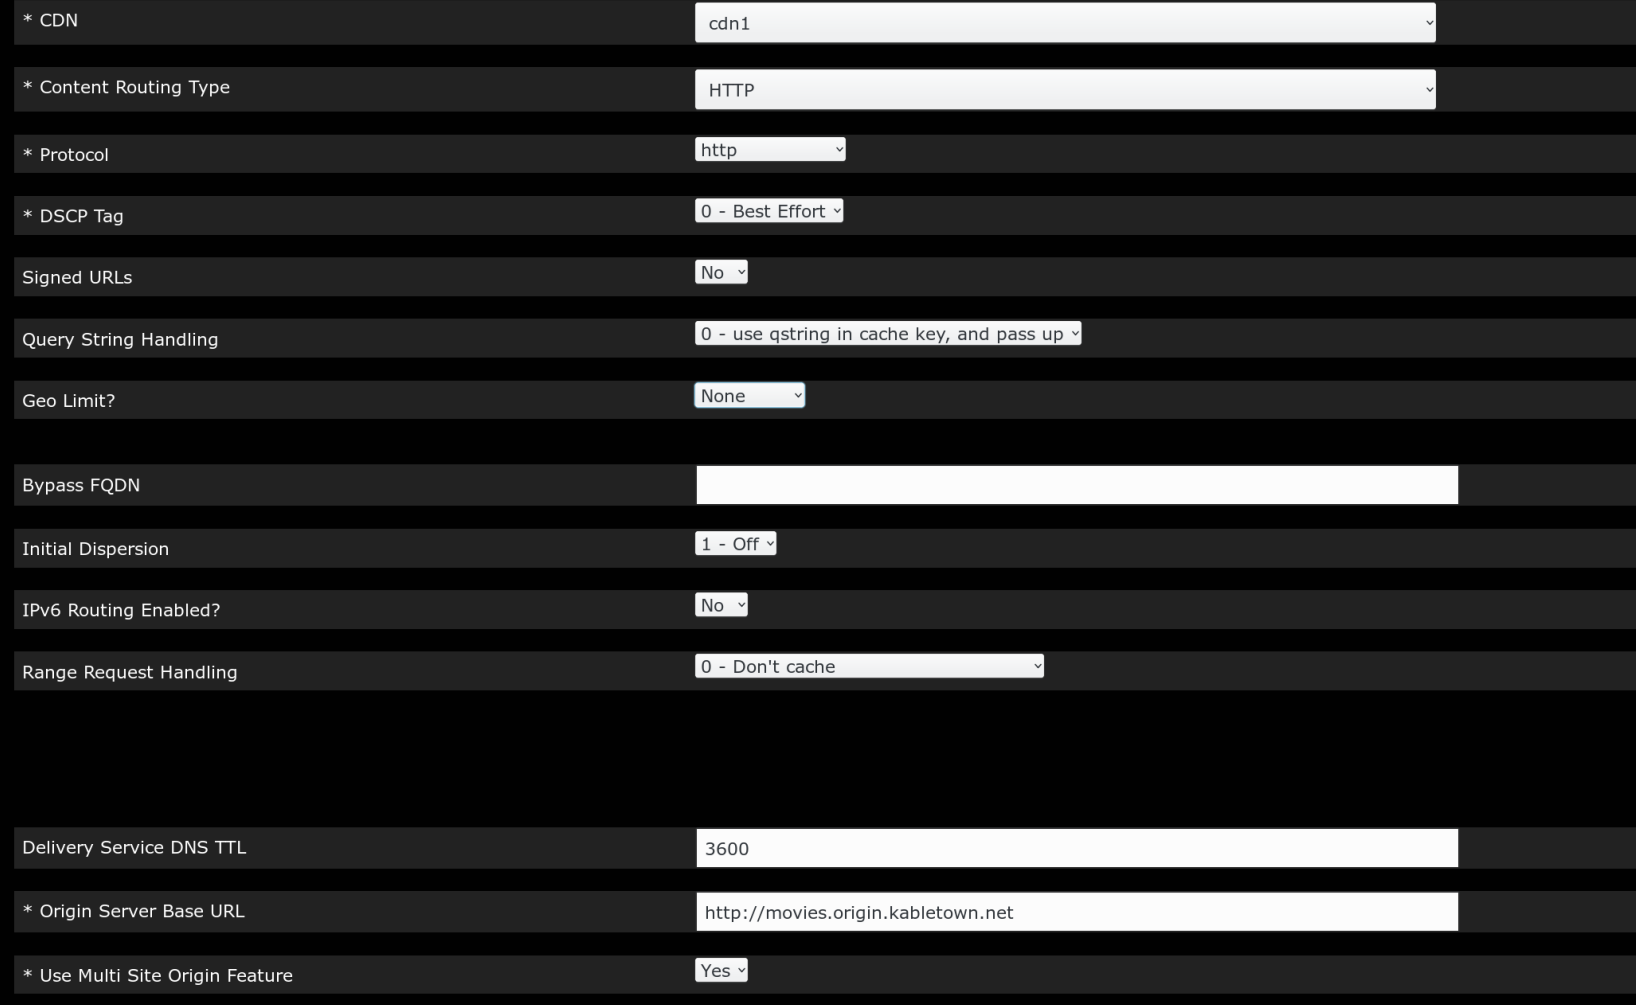 * CDN cdn1
* Content Routing Type HTTP
* Protocol http
* DSCP Tag 0 - Best Effort
Signed URLs No
Query String Handling 0 - use qstring in cache key, and pass up
Geo Limit? None
Bypass FQDN
Initial Dispersion 1 - Off
IPv6 Routing Enabled? No
Range Request Handling 0 - Don't cache
Delivery Service DNS TTL 3600
* Origin Server Base URL http://movies.origin.kabletown.net
* Use Multi Site Origin Feature Yes